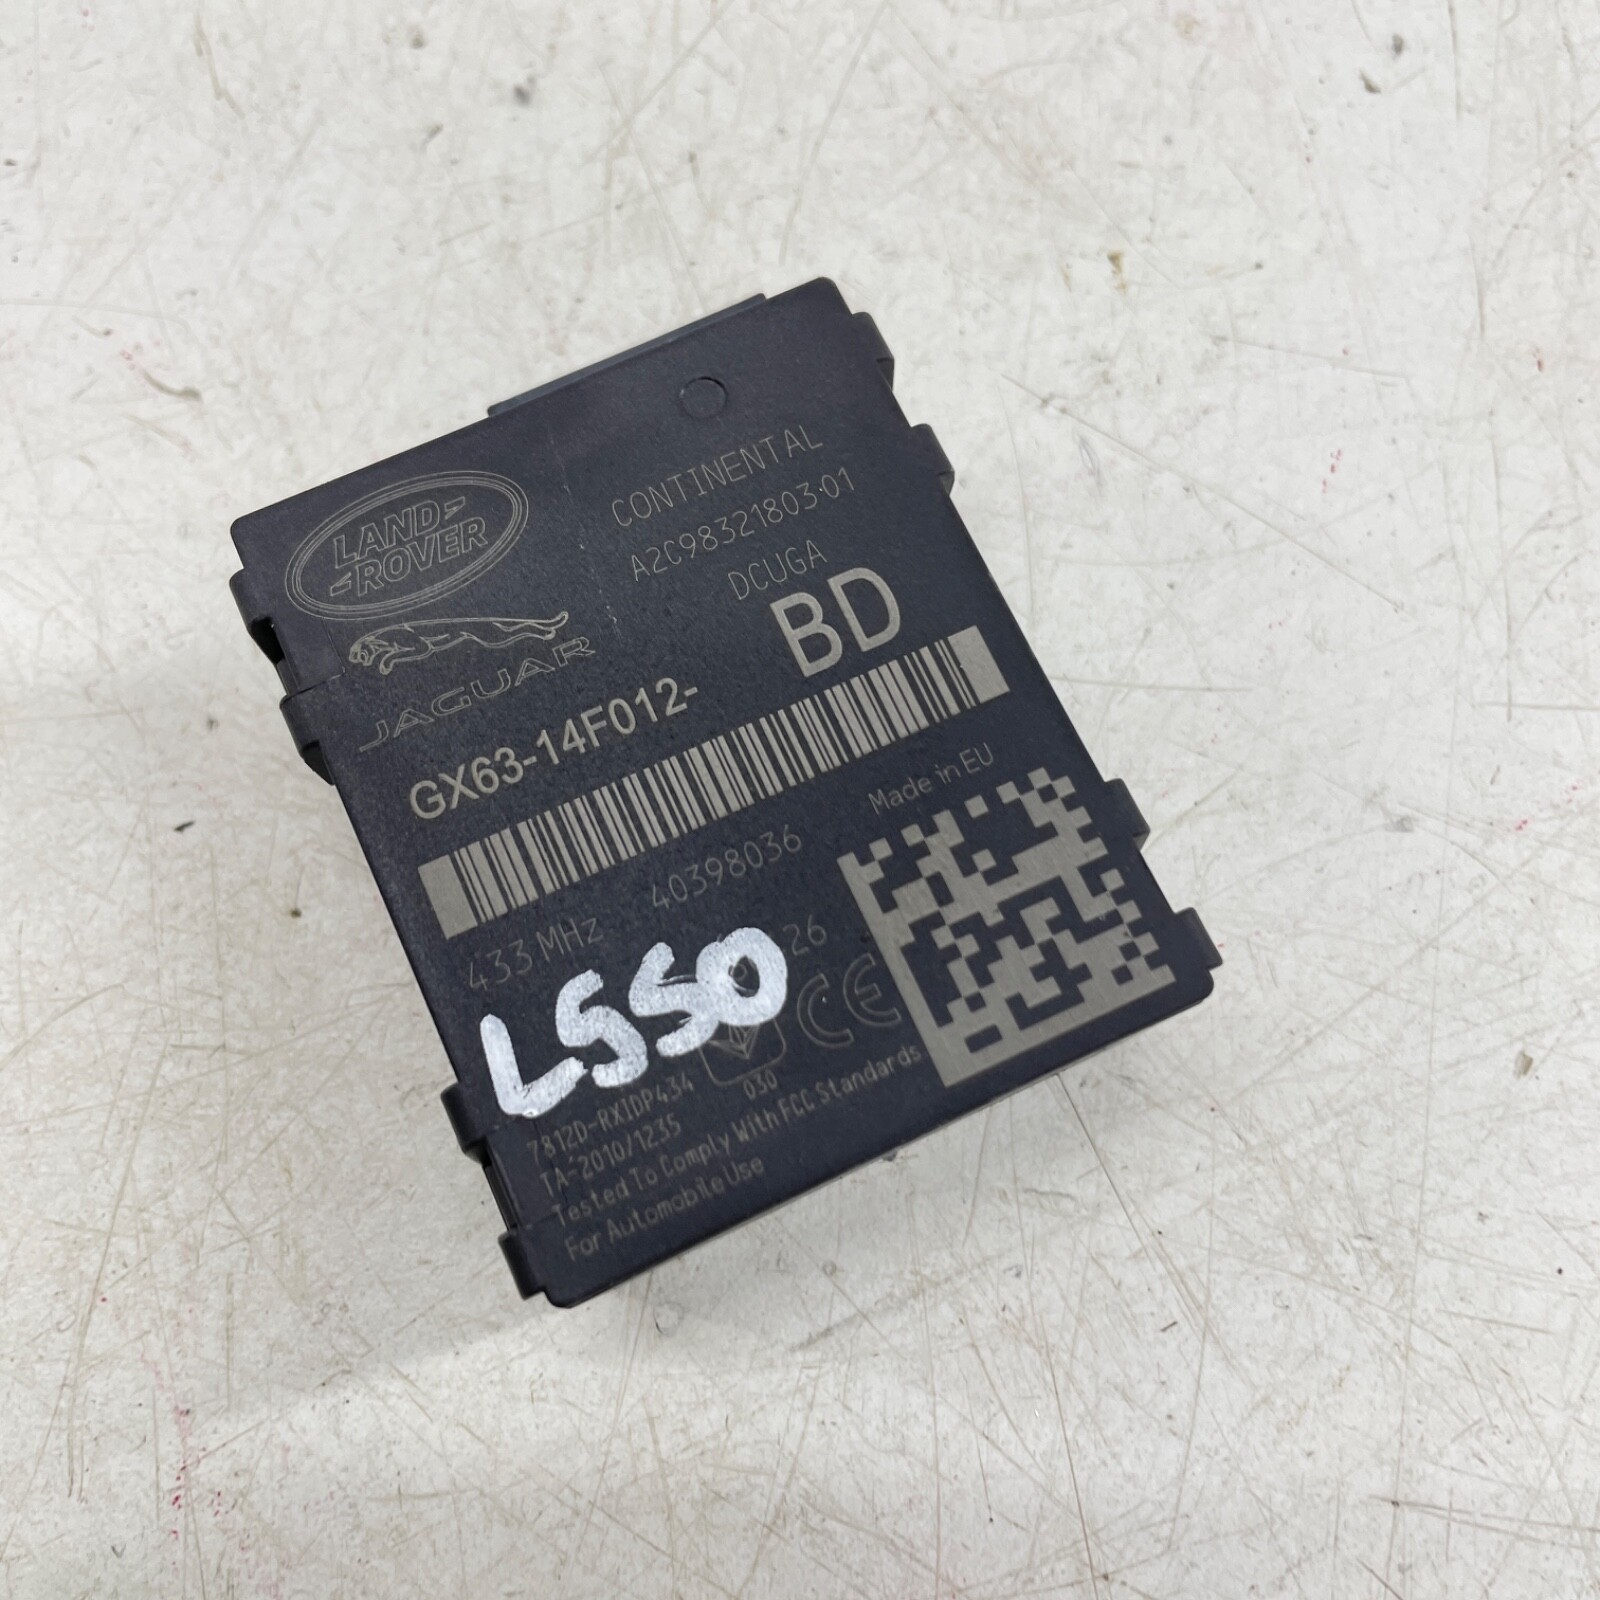 LAND
ROVER
JAGUAR
CONTINENTAL
A2C98321803-01
DCUGA
GX63-14F012-
BD
Made in EU
433 MHz 40398036
26
L550
CE
030
7812D-RXIDP434
TA-2010/1235
Tested To Comply With FCC Standards
For Automobile Use